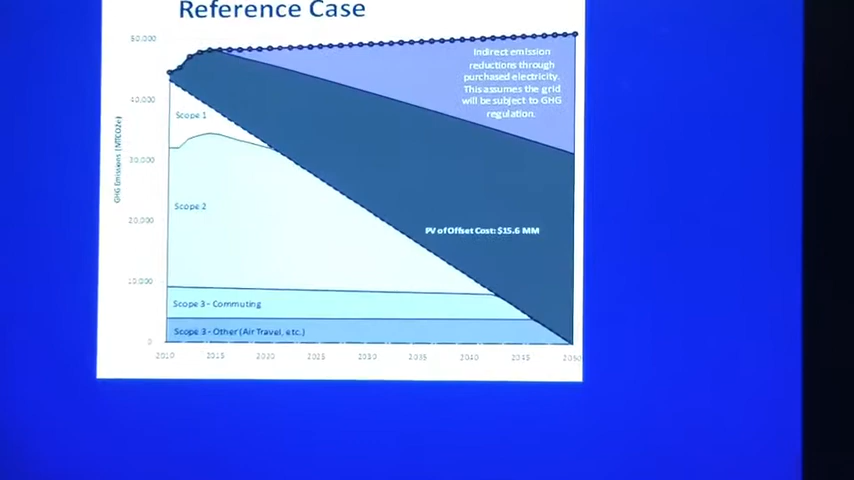 Reference Case
50,000
40,000
30,000
20,000
10,000
0
GHG Emissions (MTCO2e)
Indirect emission
reductions through
purchased electricity.
This assumes the grid
will be subject to GHG
regulation.
Scope 1
Scope 2
PV of Offset Cost: $15.6 MM
Scope 3 - Commuting
Scope 3 - Other (Air Travel, etc.)
2010 2015 2020 2025 2030 2035 2040 2045 2050